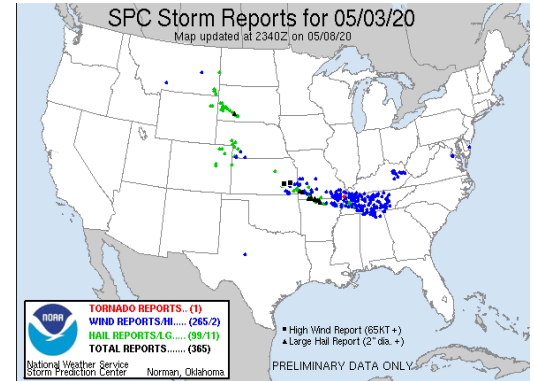 SPC Storm Reports for 05/03/20
Map updated at 2340Z on 05/08/20
TORNADO REPORTS.. (1)
WIND REPORTS/HI..... (265/2)
HAIL REPORTS/LG..... (99/11)
TOTAL REPORTS....... (365)
NOAA
National Weather Service
Storm Prediction Center Norman, Oklahoma
High Wind Report (65KT +)
Large Hail Report (2" dia. +)
PRELIMINARY DATA ONLY